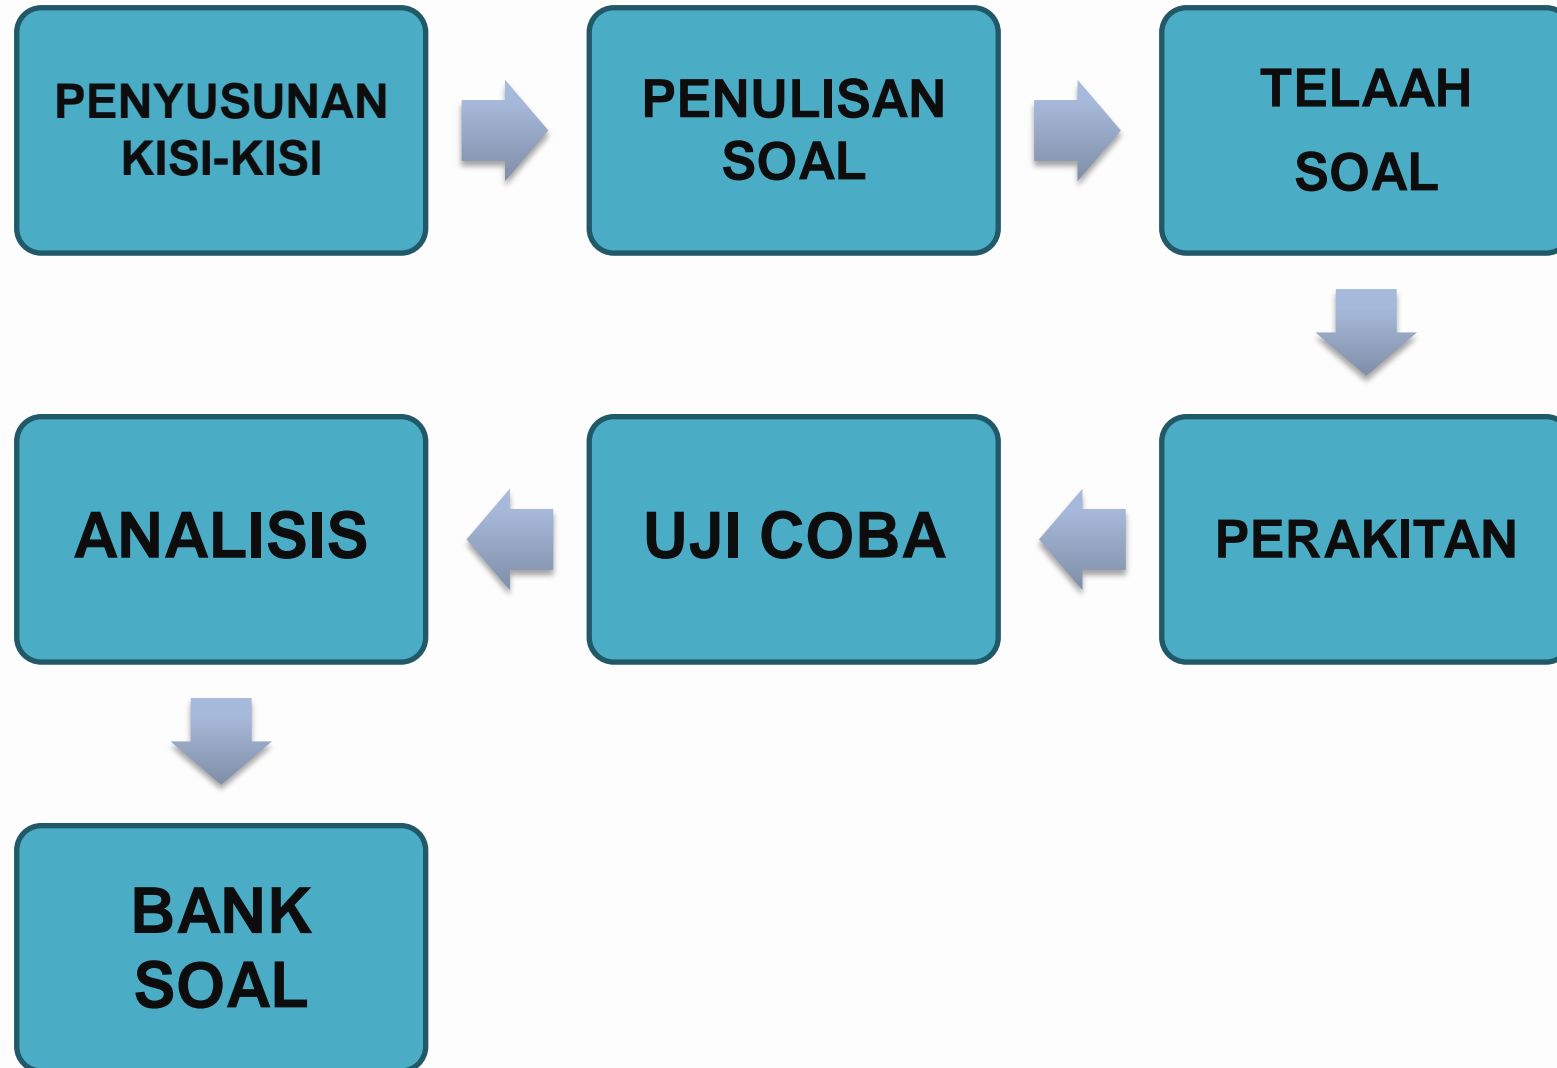 PENYUSUNAN
KISI-KISI
PENULISAN
SOAL
TELAAH
SOAL
PERAKITAN
UJI COBA
ANALISIS
BANK
SOAL